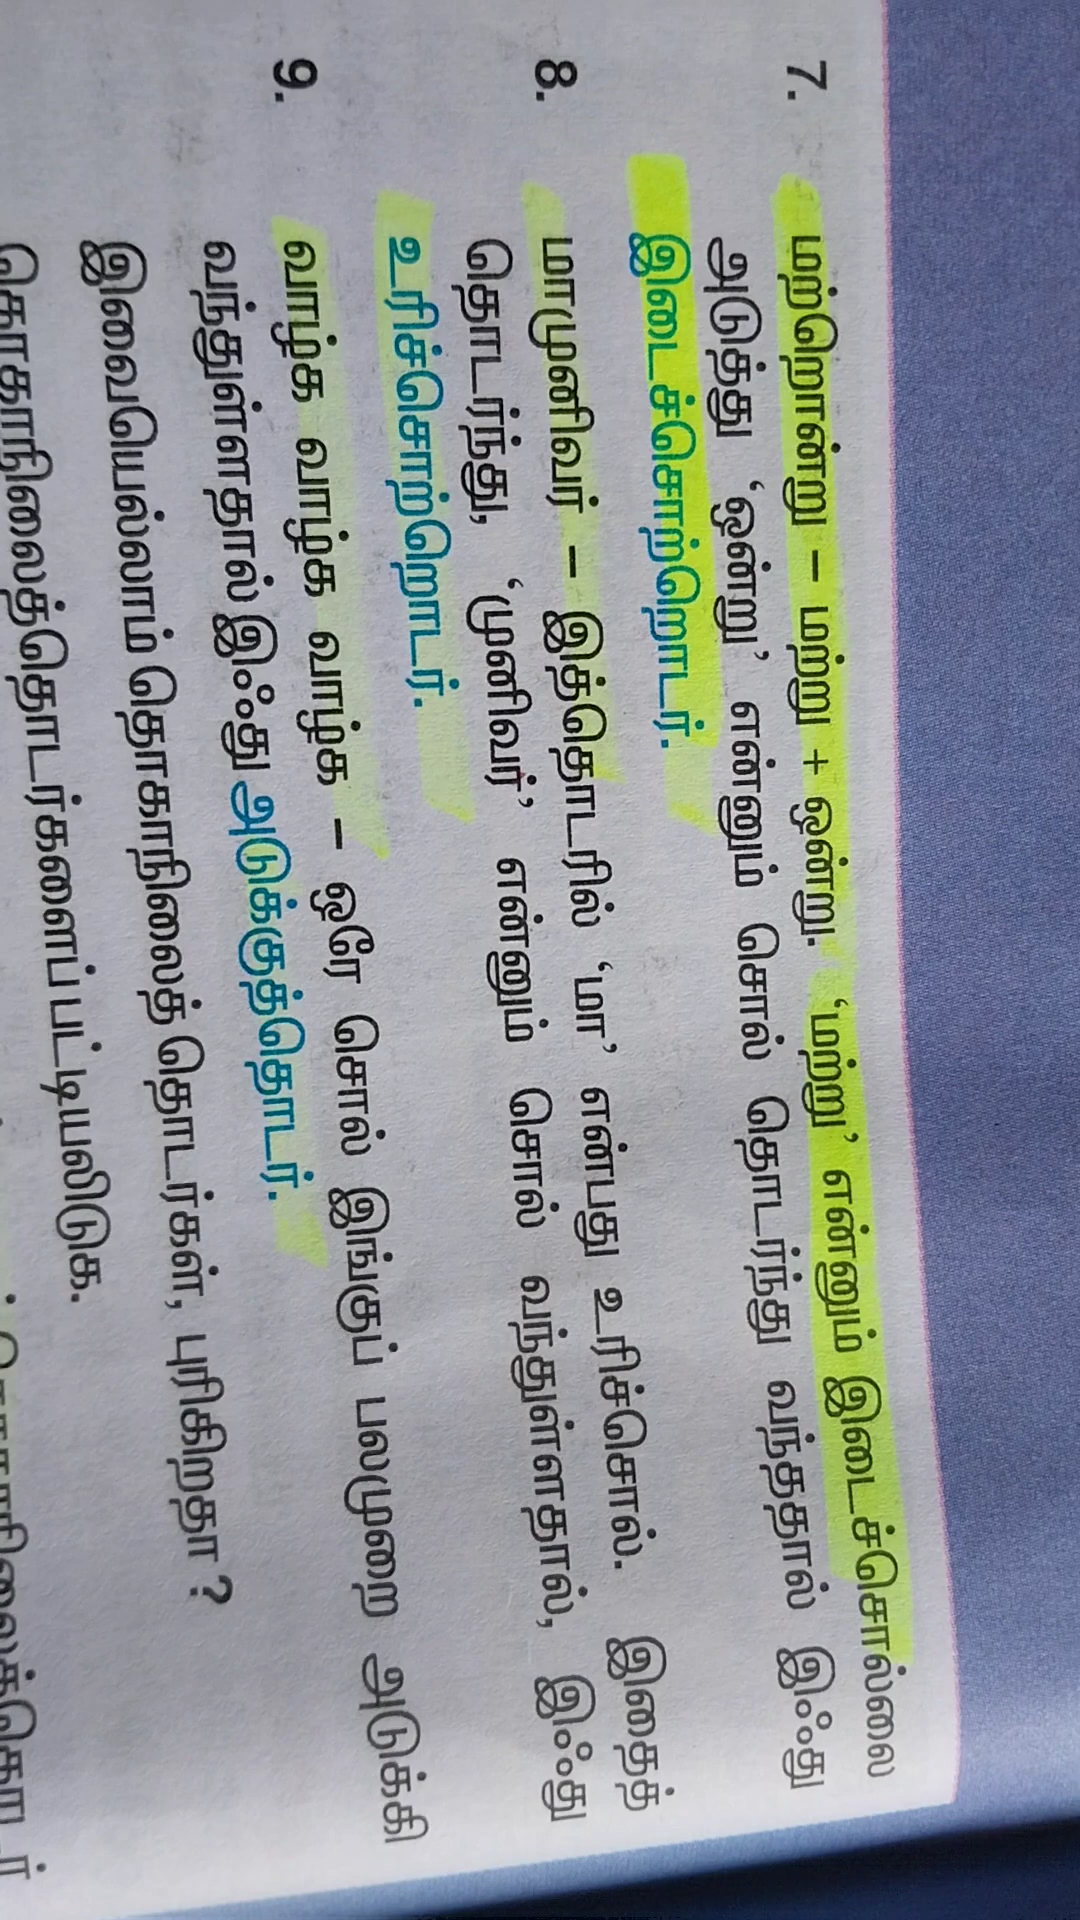 7. மற்றொன்று – மற்று + ஒன்று. ‘மற்று’ என்னும் இடைச்சொல்லை
அடுத்து ‘ஒன்று’ என்னும் சொல் தொடர்ந்து வந்ததால் இஃது
இடைச்சொற்றொடர்.
8. மாமுனிவர் – இத்தொடரில் ‘மா’ என்பது உரிச்சொல். இதைத்
தொடர்ந்து, ‘முனிவர்’ என்னும் சொல் வந்துள்ளதால், இஃது
உரிச்சொற்றொடர்.
9. வாழ்க வாழ்க வாழ்க – ஒரே சொல் இங்குப் பலமுறை அடுக்கி
வந்துள்ளதால் இஃது அடுக்குத்தொடர்.
இவையெல்லாம் தொகாநிலைத் தொடர்கள், புரிகிறதா ?
தொகாநிலைத்தொடர்களைப்பட்டியலிடுக.